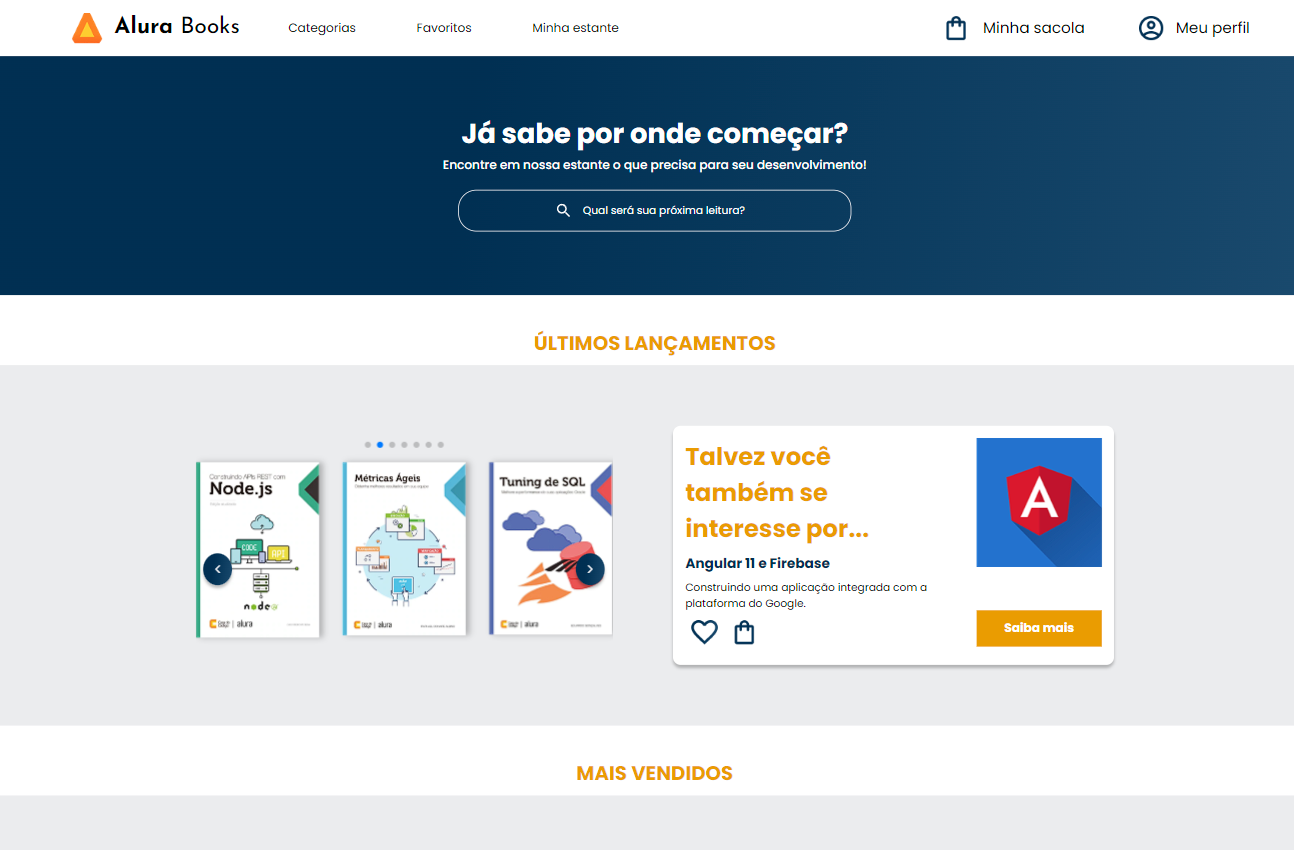 Alura Books
Categorias
Favoritos
Minha estante
Minha sacola
Meu perfil
Já sabe por onde começar?
Encontre em nossa estante o que precisa para seu desenvolvimento!
Qual será sua próxima leitura?
ÚLTIMOS LANÇAMENTOS
Construindo APIs REST com
Node.js
CODE
API
node
alura
Métricas Ágeis
alura
Tuning de SQL
alura
Talvez você
também se
interesse por...
Angular 11 e Firebase
Construindo uma aplicação integrada com a
plataforma do Google.
A
Saiba mais
MAIS VENDIDOS